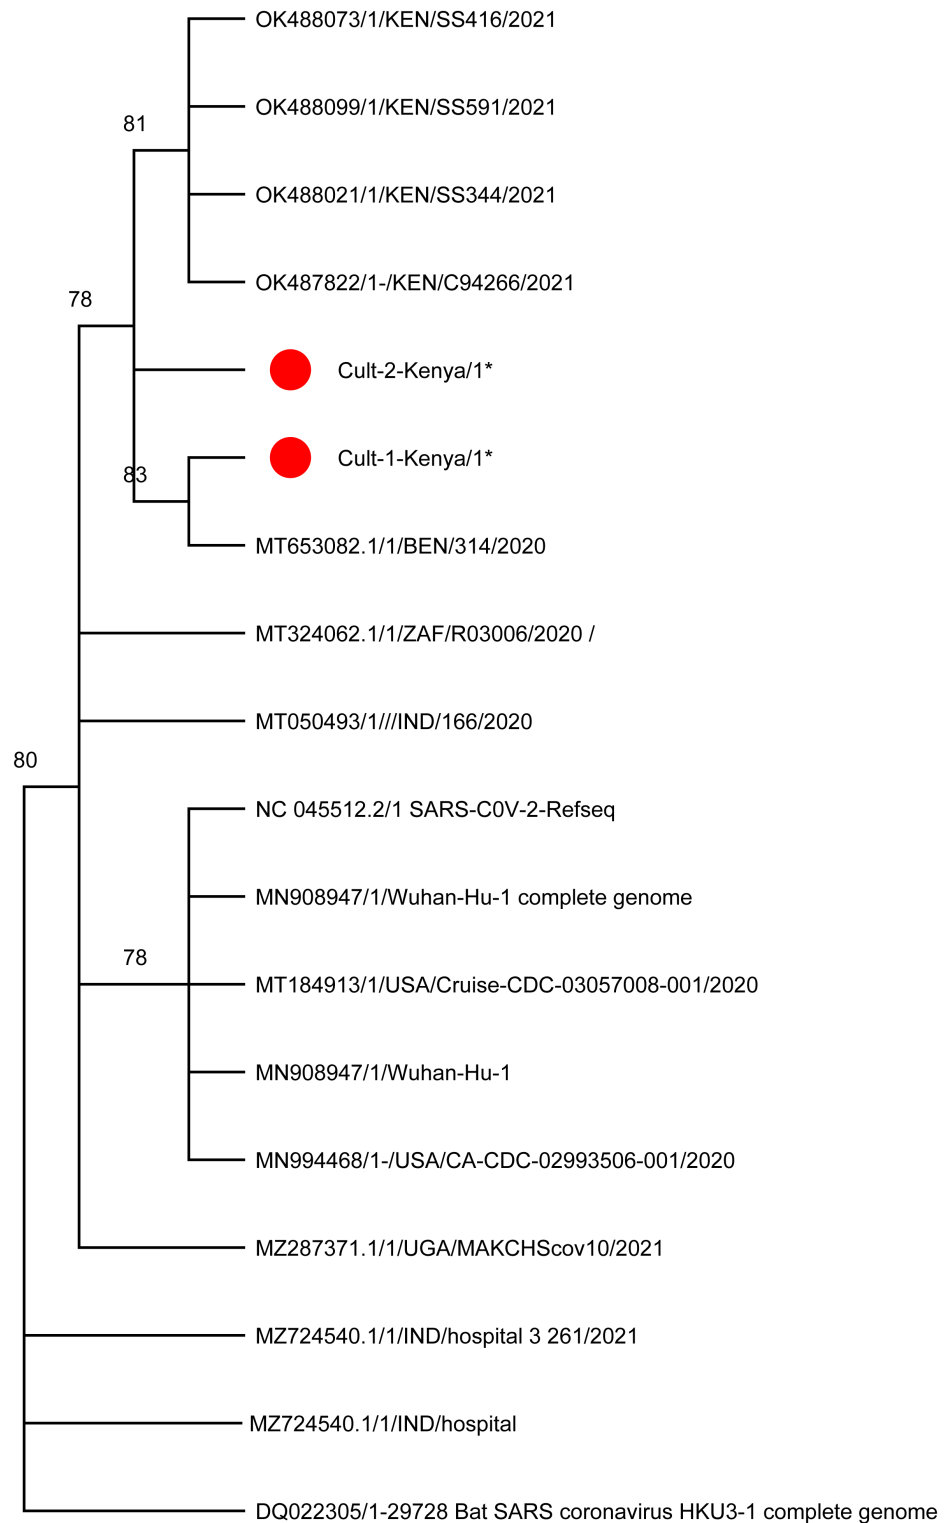 OK488073/1/KEN/SS416/2021
OK488099/1/KEN/SS591/2021
81
OK488021/1/KEN/SS344/2021
OK487822/1-/KEN/C94266/2021
78
Cult-2-Kenya/1*
Cult-1-Kenya/1*
83
MT653082.1/1/BEN/314/2020
MT324062.1/1/ZAF/R03006/2020 /
MT050493/1///IND/166/2020
80
NC 045512.2/1 SARS-C0V-2-Refseq
MN908947/1/Wuhan-Hu-1 complete genome
78
MT184913/1/USA/Cruise-CDC-03057008-001/2020
MN908947/1/Wuhan-Hu-1
MN994468/1-/USA/CA-CDC-02993506-001/2020
MZ287371.1/1/UGA/MAKCHScov10/2021
MZ724540.1/1/IND/hospital 3 261/2021
MZ724540.1/1/IND/hospital
DQ022305/1-29728 Bat SARS coronavirus HKU3-1 complete genome